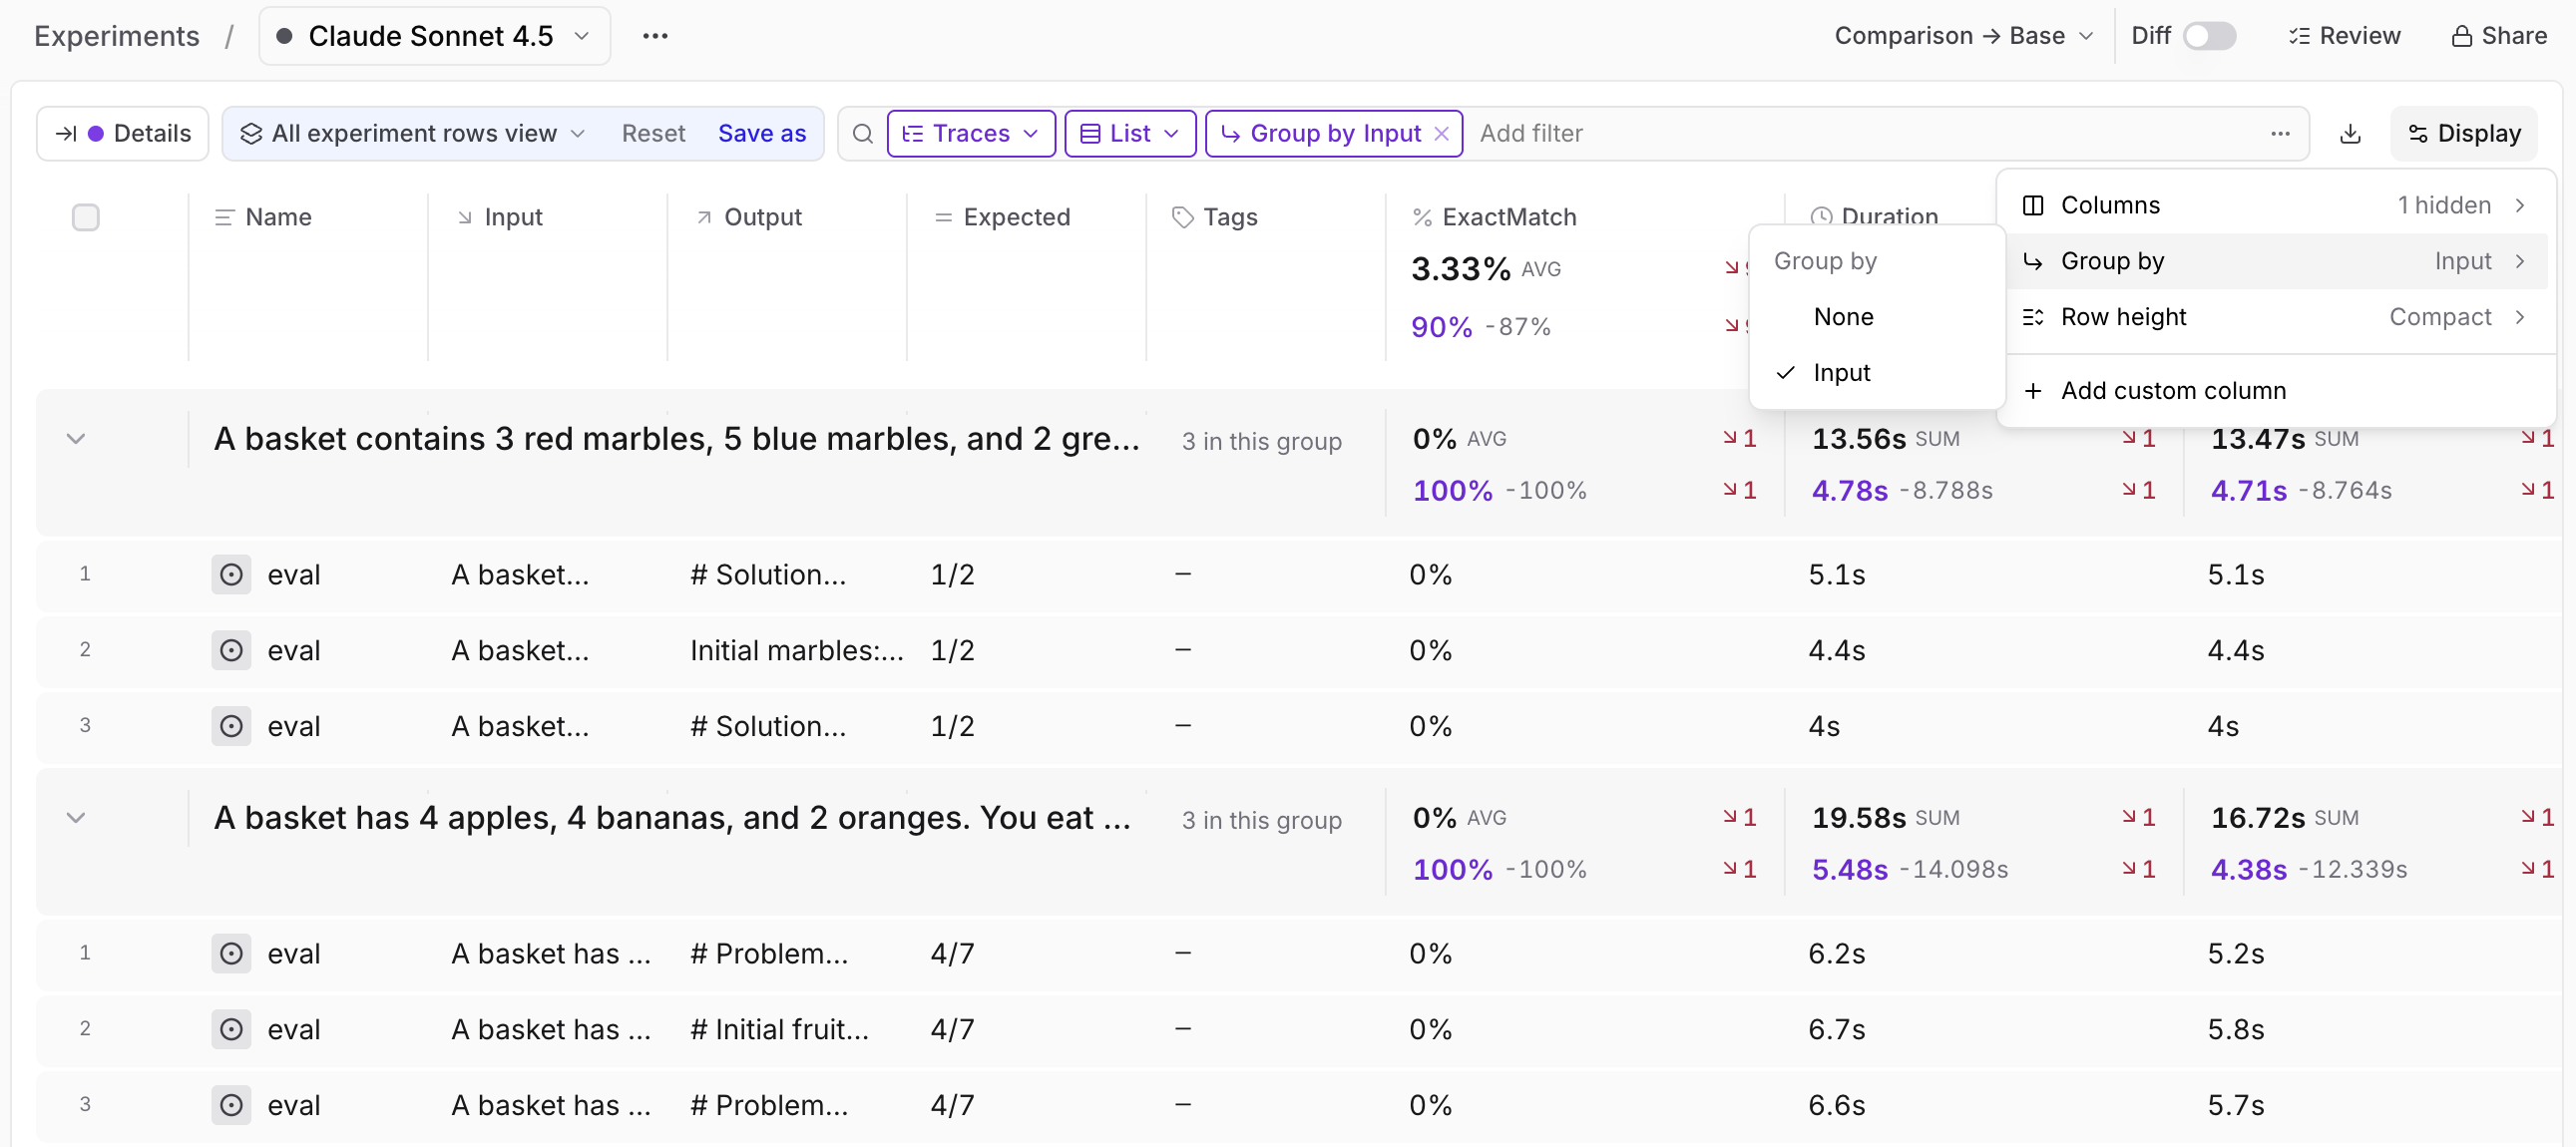 Experiments / Claude Sonnet 4.5 ••• Comparison → Base Diff Review Share
Details All experiment rows view Reset Save as Traces List Group by Input × Add filter ••• Display
Name Input Output Expected Tags % ExactMatch Duration
3.33% AVG
90% -87%
Columns 1 hidden
Group by Input
Row height Compact
+ Add custom column
Group by
None
Input
A basket contains 3 red marbles, 5 blue marbles, and 2 gre... 3 in this group 0% AVG 1 13.56s SUM 1 13.47s SUM 1
100% -100% 1 4.78s -8.788s 1 4.71s -8.764s 1
1 eval A basket... # Solution... 1/2 – 0% 5.1s 5.1s
2 eval A basket... Initial marbles:... 1/2 – 0% 4.4s 4.4s
3 eval A basket... # Solution... 1/2 – 0% 4s 4s
A basket has 4 apples, 4 bananas, and 2 oranges. You eat ... 3 in this group 0% AVG 1 19.58s SUM 1 16.72s SUM 1
100% -100% 1 5.48s -14.098s 1 4.38s -12.339s 1
1 eval A basket has ... # Problem... 4/7 – 0% 6.2s 5.2s
2 eval A basket has ... # Initial fruit... 4/7 – 0% 6.7s 5.8s
3 eval A basket has ... # Problem... 4/7 – 0% 6.6s 5.7s